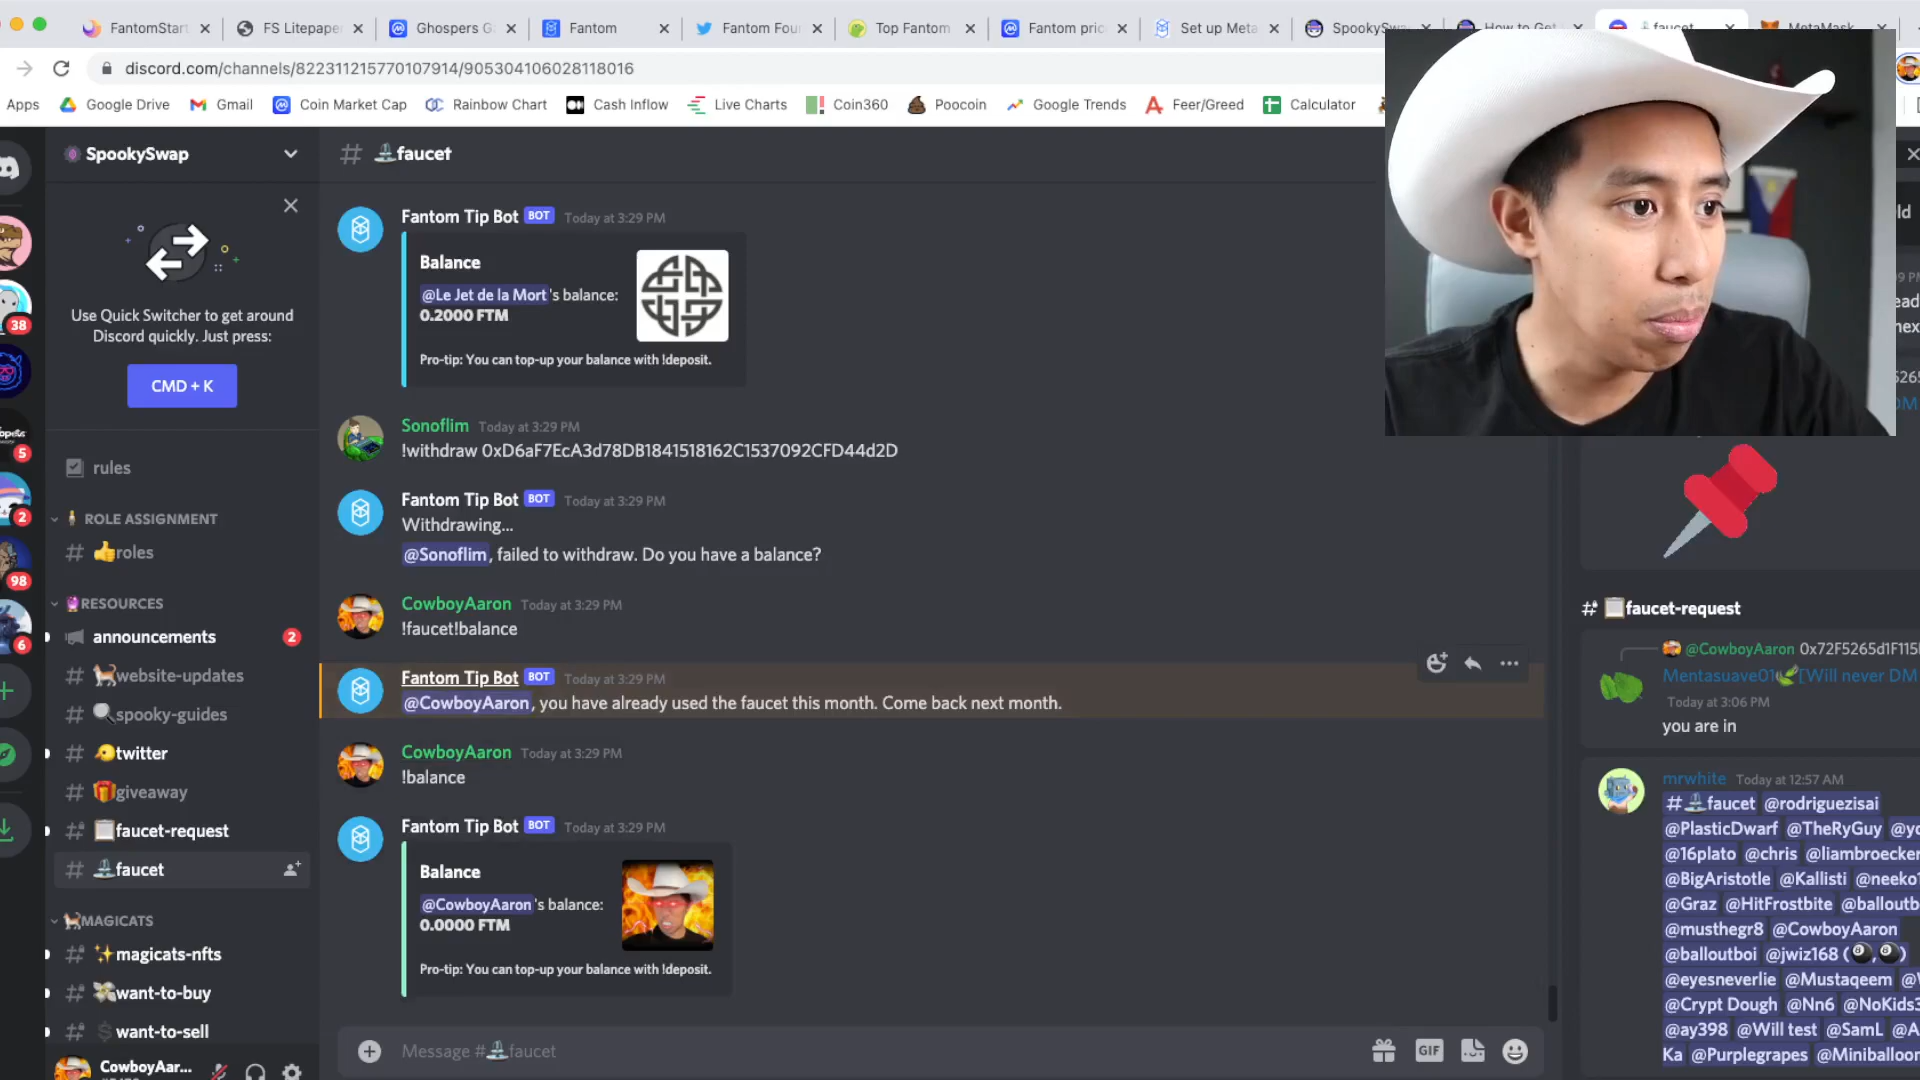 FantomStart
FS Litepape
Ghospers G
Fantom
Fantom Fou
Top Fantom
Fantom pric
Set up Meta
SpookySwa
How to Get
faucet
MetaMask
discord.com/channels/822311215770107914/905304106028118016
Apps
Google Drive
Gmail
Coin Market Cap
Rainbow Chart
Cash Inflow
Live Charts
Coin360
Poocoin
Google Trends
Feer/Greed
Calculator
SpookySwap
Use Quick Switcher to get around
Discord quickly. Just press:
CMD + K
rules
ROLE ASSIGNMENT
# 👍roles
RESOURCES
announcements 2
# website-updates
# spooky-guides
# twitter
# giveaway
# faucet-request
# faucet
MAGICATS
# magicats-nfts
# want-to-buy
# want-to-sell
CowboyAar...
38
5
2
98
6
# faucet
Fantom Tip Bot BOT Today at 3:29 PM
Balance
@Le Jet de la Mort's balance:
0.2000 FTM
Pro-tip: You can top-up your balance with !deposit.
Sonoflim Today at 3:29 PM
!withdraw 0xD6aF7EcA3d78DB1841518162C1537092CFD44d2D
Fantom Tip Bot BOT Today at 3:29 PM
Withdrawing...
@Sonoflim, failed to withdraw. Do you have a balance?
CowboyAaron Today at 3:29 PM
!faucet!balance
Fantom Tip Bot BOT Today at 3:29 PM
@CowboyAaron, you have already used the faucet this month. Come back next month.
CowboyAaron Today at 3:29 PM
!balance
Fantom Tip Bot BOT Today at 3:29 PM
Balance
@CowboyAaron's balance:
0.0000 FTM
Pro-tip: You can top-up your balance with !deposit.
Message #faucet
GIF
# faucet-request
@CowboyAaron 0x72F5265d1F115
Mentasuave01[Will never DM
Today at 3:06 PM
you are in
mrwhite Today at 12:57 AM
# faucet @rodriguezisai
@PlasticDwarf @TheRyGuy @yo
@16plato @chris @liambroecker
@BigAristotle @Kallisti @neeko
@Graz @HitFrostbite @balloutbo
@musthegr8 @CowboyAaron
@balloutboi @jwiz168 (🎱,🎱)
@eyesneverlie @Mustaqeem
@Crypt Dough @Nn6 @NoKids3
@ay398 @Will test @SamL @A
Ka @Purplegrapes @Miniballoon